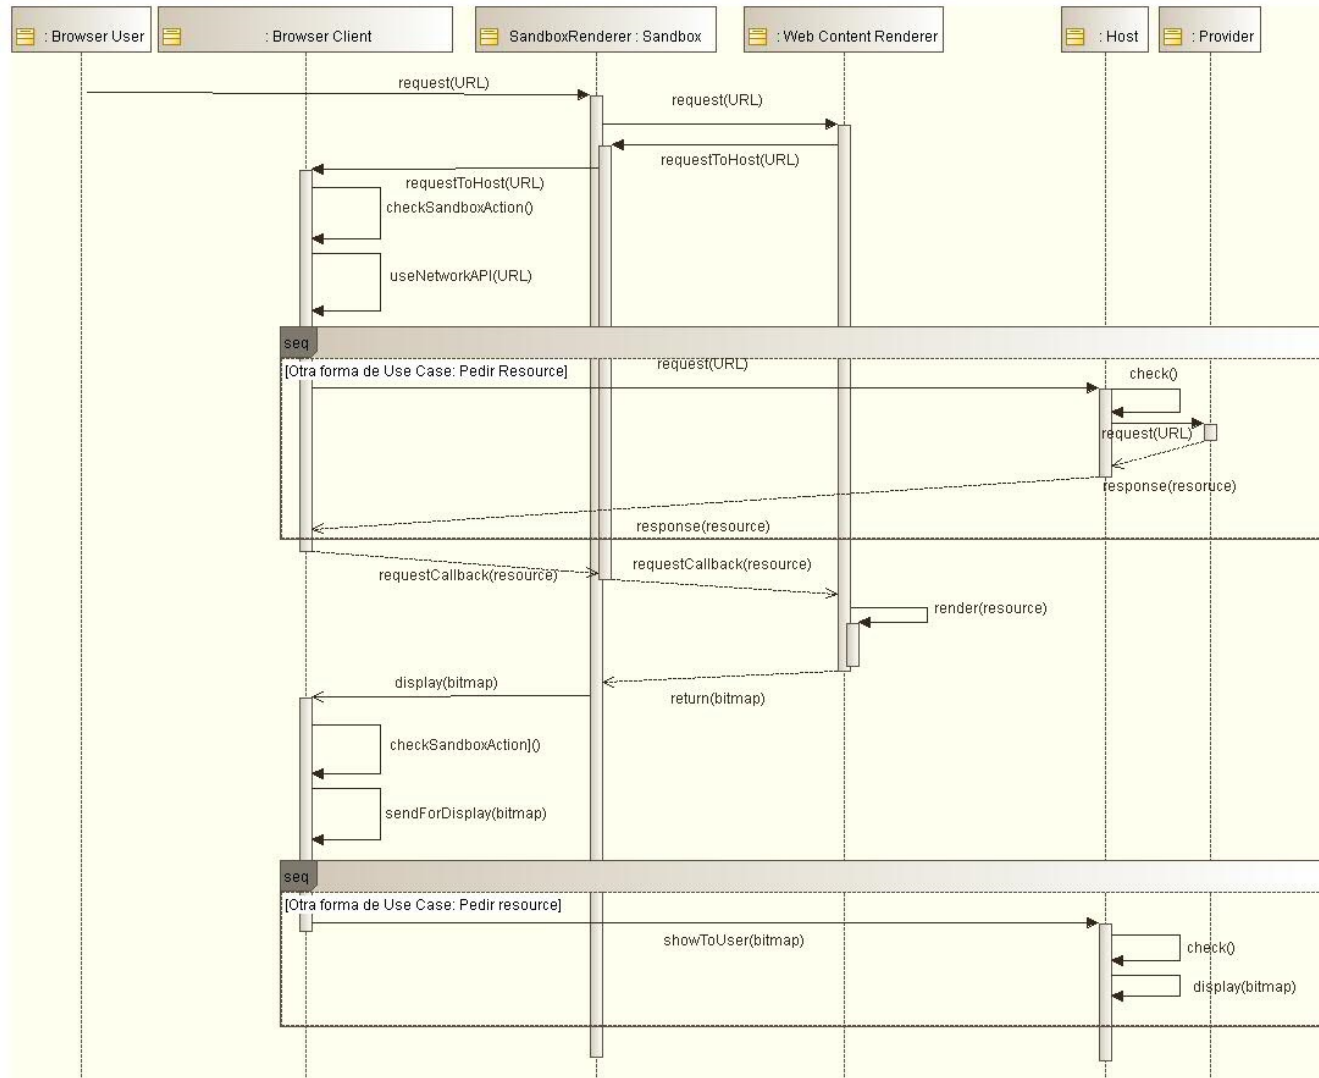 : Browser User
: Browser Client
SandboxRenderer : Sandbox
: Web Content Renderer
: Host
: Provider
request(URL)
request(URL)
requestToHost(URL)
requestToHost(URL)
checkSandboxAction()
useNetworkAPI(URL)
seq
[Otra forma de Use Case: Pedir Resource]
request(URL)
check()
request(URL)
response(resoruce)
response(resource)
requestCallback(resource)
requestCallback(resource)
render(resource)
display(bitmap)
return(bitmap)
checkSandboxAction]()
sendForDisplay(bitmap)
seq
[Otra forma de Use Case: Pedir resource]
showToUser(bitmap)
check()
display(bitmap)